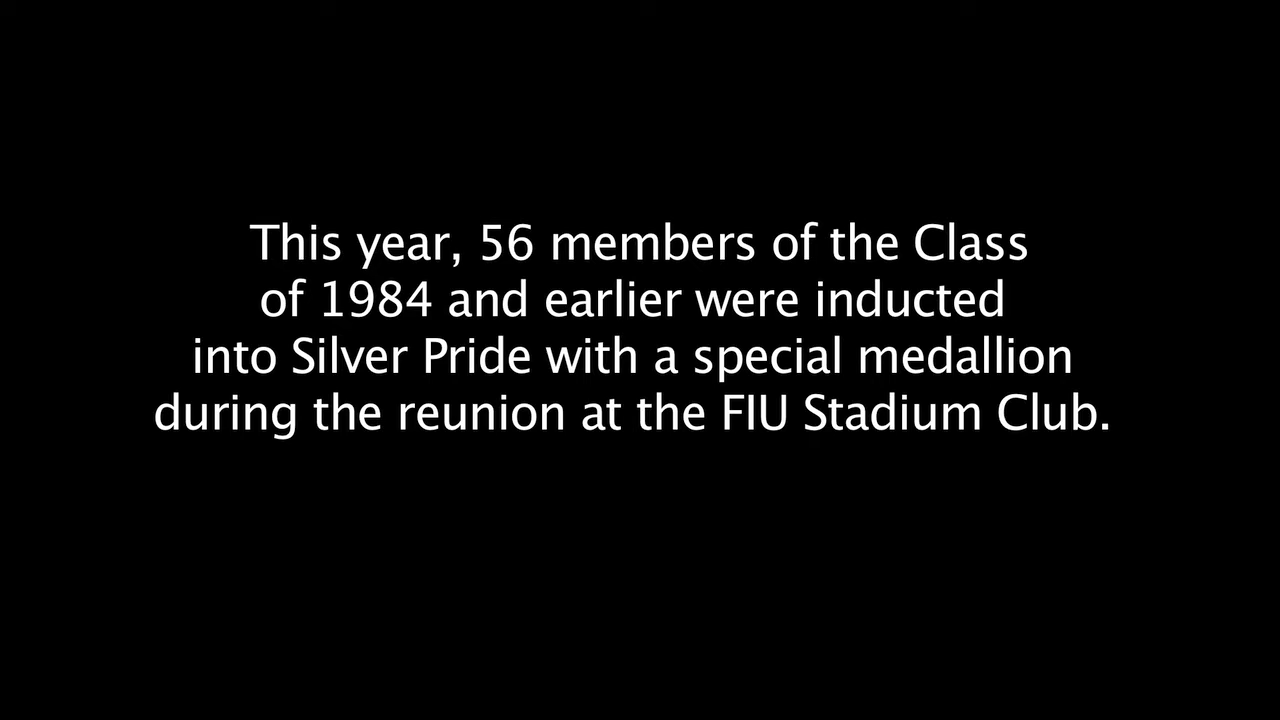 This year, 56 members of the Class
of 1984 and earlier were inducted
into Silver Pride with a special medallion
during the reunion at the FIU Stadium Club.